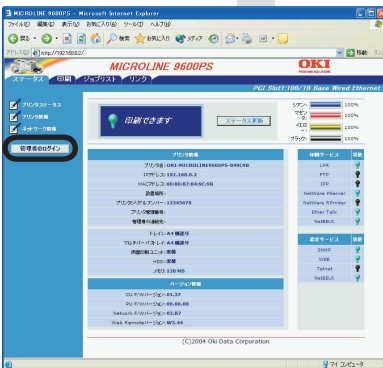 MICROLINE 9600PS - Microsoft Internet Explorer
ファイル(F) 編集(E) 表示(V) お気に入り(A) ツール(T) ヘルプ(H)
戻る 検索 お気に入り メディア
アドレス(D) http://192.168.0.2/ 移動
MICROLINE 9600PS
OKI
PRINTING SOLUTIONS
ステータス 印刷 ジョブリスト リンク
PGI Slot1:100/10 Base Wired Ethernet
プリンタステータス
プリンタ情報
ネットワーク情報
管理者のログイン
印刷できます
ステータス更新
シアン: 100%
マゼンタ: 100%
イエロー: 100%
ブラック: 100%
プリンタ情報
プリンタ名: OKI-MICROLINE9600PS-849C9B
IPアドレス: 192.168.0.2
MACアドレス: 00:80:87:84:9C:9B
設置場所:
プリンタシリアルナンバー: 12345678
プリンタ管理番号:
管理者の連絡先:
トレイ1: A4 横送り
マルチパーパストレイ: A4 横送り
両面印刷ユニット: 実装
HDD: 実装
メモリ: 128 MB
バージョン情報
CU F/Wバージョン: 01.37
PU F/Wバージョン: 00.00.08
Network F/Wバージョン: 03.87
Web Remoteバージョン: W3.44
印刷サービス 状態
LPR
FTP
IPP
NetWare PServer
NetWare RPrinter
Ether Talk
NetBEUI
設定サービス 状態
SNMP
WEB
Telnet
NetBEUI
(C)2004 Oki Data Corporation
マイ コンピュータ